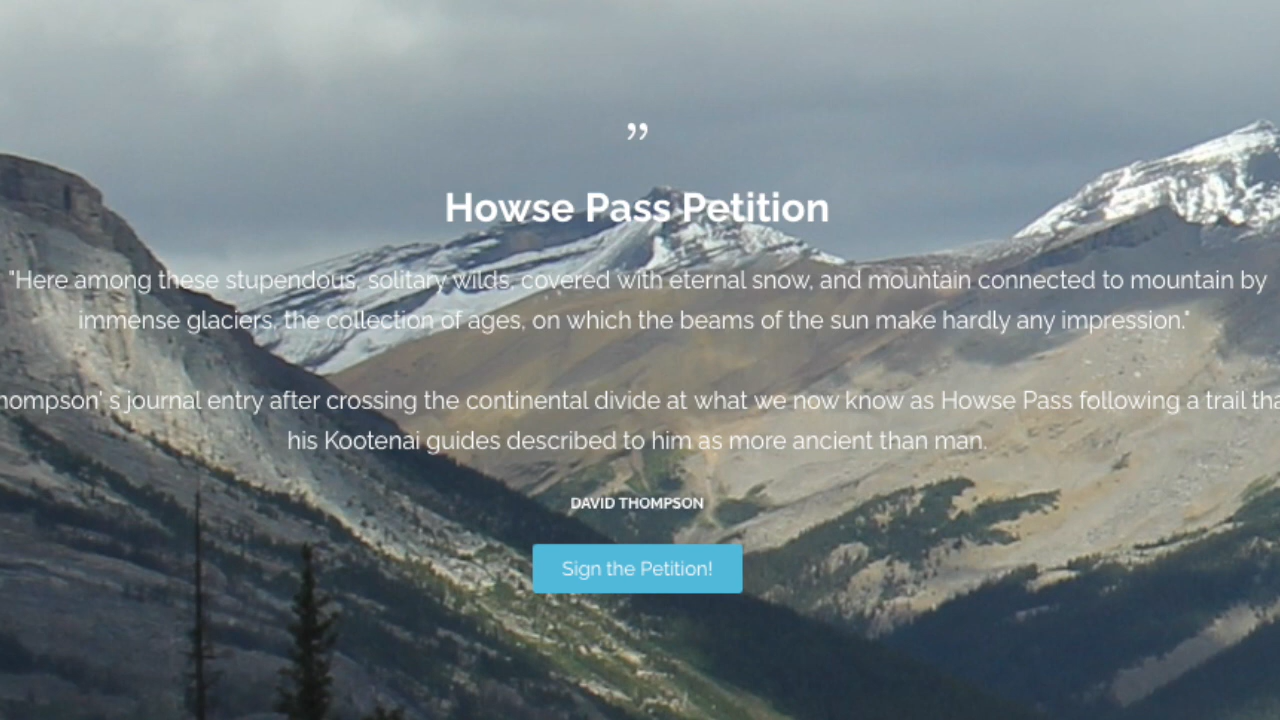 ”
Howse Pass Petition
"Here among these stupendous, solitary wilds, covered with eternal snow, and mountain connected to mountain by
immense glaciers, the collection of ages, on which the beams of the sun make hardly any impression."
hompson' s journal entry after crossing the continental divide at what we now know as Howse Pass following a trail tha
his Kootenai guides described to him as more ancient than man.
DAVID THOMPSON
Sign the Petition!